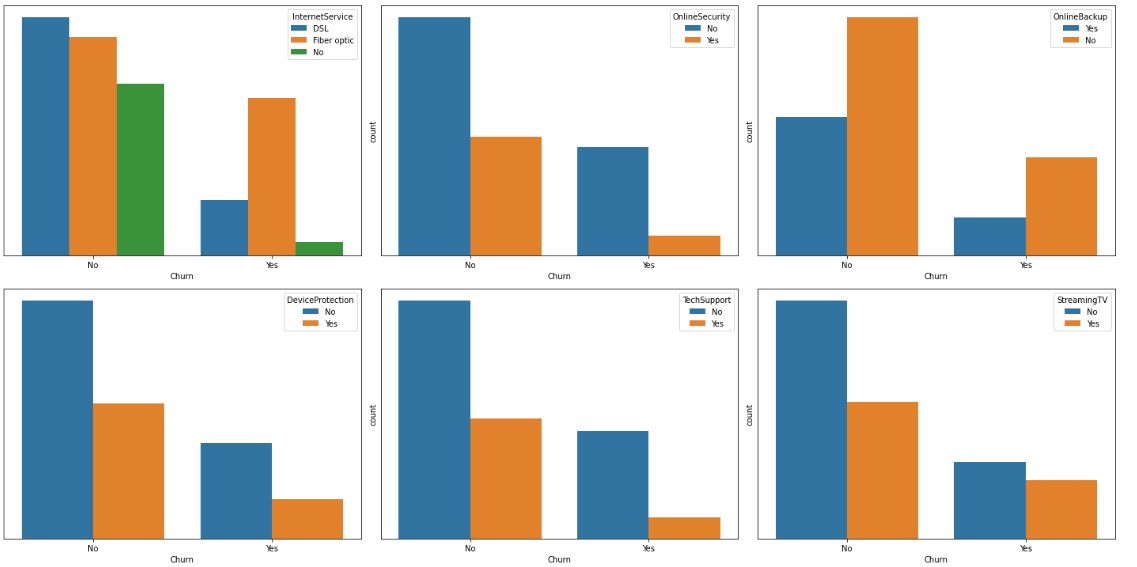 InternetService
DSL
Fiber optic
No
No
Yes
Churn
OnlineSecurity
No
Yes
count
No
Yes
Churn
OnlineBackup
Yes
No
count
No
Yes
Churn
DeviceProtection
No
Yes
No
Yes
Churn
TechSupport
No
Yes
count
No
Yes
Churn
StreamingTV
No
Yes
count
No
Yes
Churn